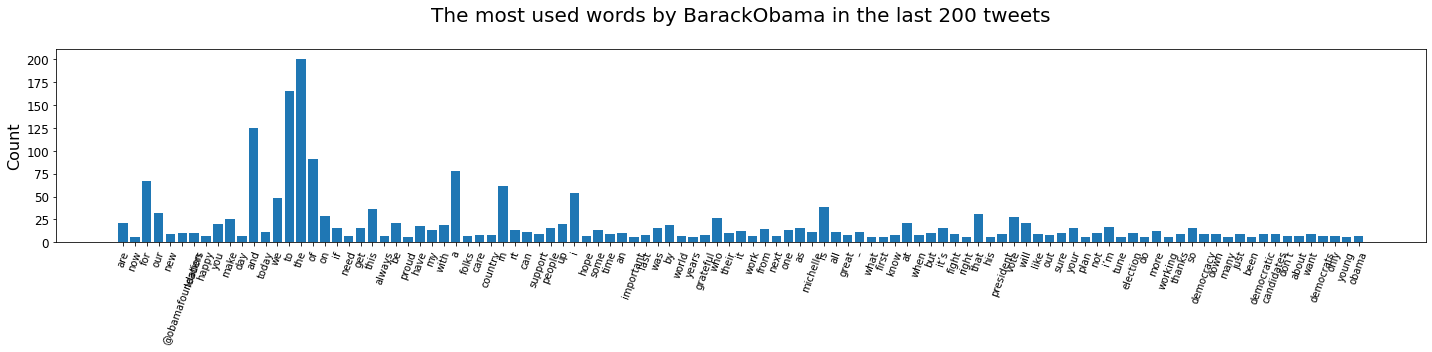 The most used words by BarackObama in the last 200 tweets
Count
200
175
150
125
100
75
50
25
0
are
now
for
our
new
@obamafoundation
happy
you
make
day
and
today
we
to
the
of
on
if
need
get
this
always
be
proud
have
my
with
a
folks
care
country
in
rt
can
support
people
up
hope
some
time
an
important
last
was
by
world
years
grateful
who
their
it
work
from
next
one
as
michelle
is
all
great
–
what
first
know
at
when
but
it's
fight
right
that
his
president
vote
will
like
out
sure
your
plan
not
i'm
tune
election
do
more
working
thanks
so
democracy
down
many
just
been
democratic
candidates
don't
about
want
democrats
only
young
obama